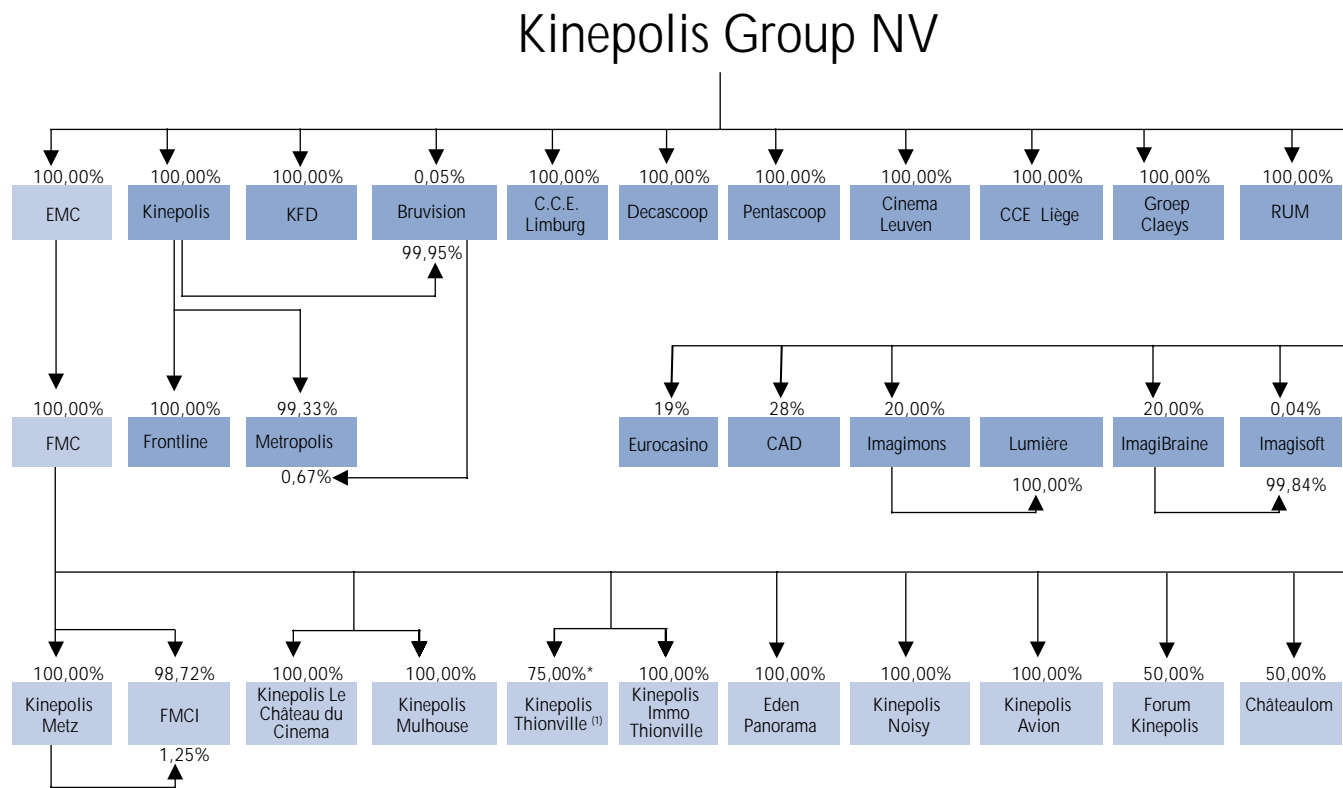 Kinepolis Group NV
100,00%
100,00%
100,00%
0,05%
100,00%
100,00%
100,00%
100,00%
100,00%
100,00%
100,00%
EMC
Kinepolis
KFD
Bruvision
C.C.E.
Limburg
Decascoop
Pentascoop
Cinema
Leuven
CCE Liège
Groep
Claeys
RUM
99,95%
100,00%
100,00%
99,33%
19%
28%
20,00%
20,00%
0,04%
FMC
Frontline
Metropolis
Eurocasino
CAD
Imagimons
Lumière
ImagiBraine
Imagisoft
0,67%
100,00%
99,84%
100,00%
98,72%
100,00%
100,00%
75,00%*
100,00%
100,00%
100,00%
100,00%
50,00%
50,00%
Kinepolis
Metz
FMCI
Kinepolis Le
Château du
Cinema
Kinepolis
Mulhouse
Kinepolis
Thionville (1)
Kinepolis
Immo
Thionville
Eden
Panorama
Kinepolis
Noisy
Kinepolis
Avion
Forum
Kinepolis
Châteaulom
1,25%